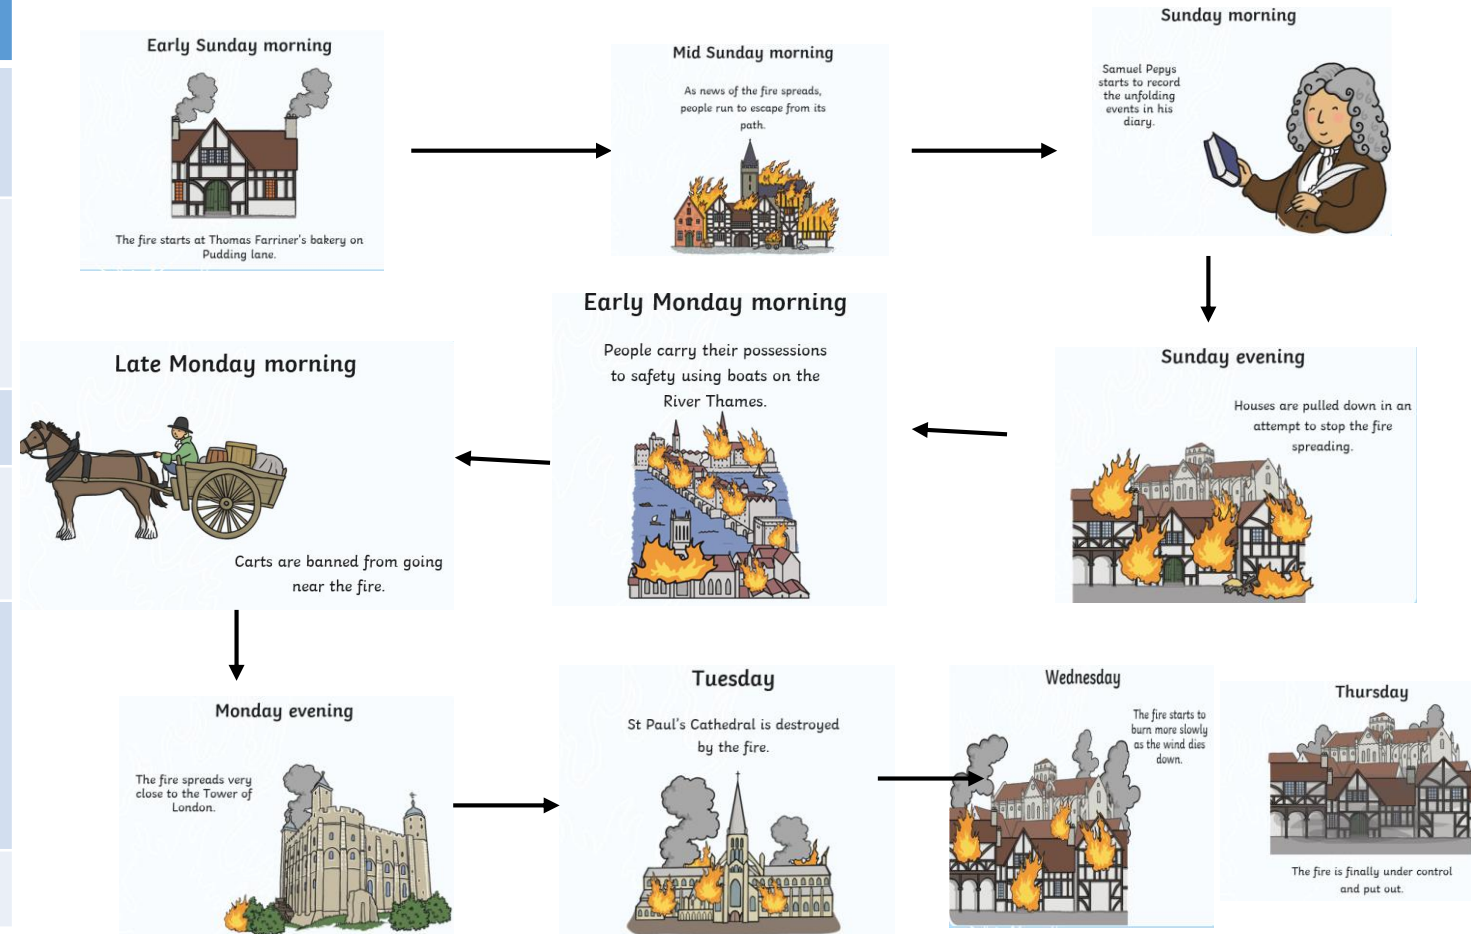 Early Sunday morning
The fire starts at Thomas Farriner's bakery on
Pudding lane.
Mid Sunday morning
As news of the fire spreads,
people run to escape from its
path.
Sunday morning
Samuel Pepys
starts to record
the unfolding
events in his
diary.
Sunday evening
Houses are pulled down in an
attempt to stop the fire
spreading.
Early Monday morning
People carry their possessions
to safety using boats on the
River Thames.
Late Monday morning
Carts are banned from going
near the fire.
Monday evening
The fire spreads very
close to the Tower of
London.
Tuesday
St Paul's Cathedral is destroyed
by the fire.
Wednesday
The fire starts to
burn more slowly
as the wind dies
down.
Thursday
The fire is finally under control
and put out.